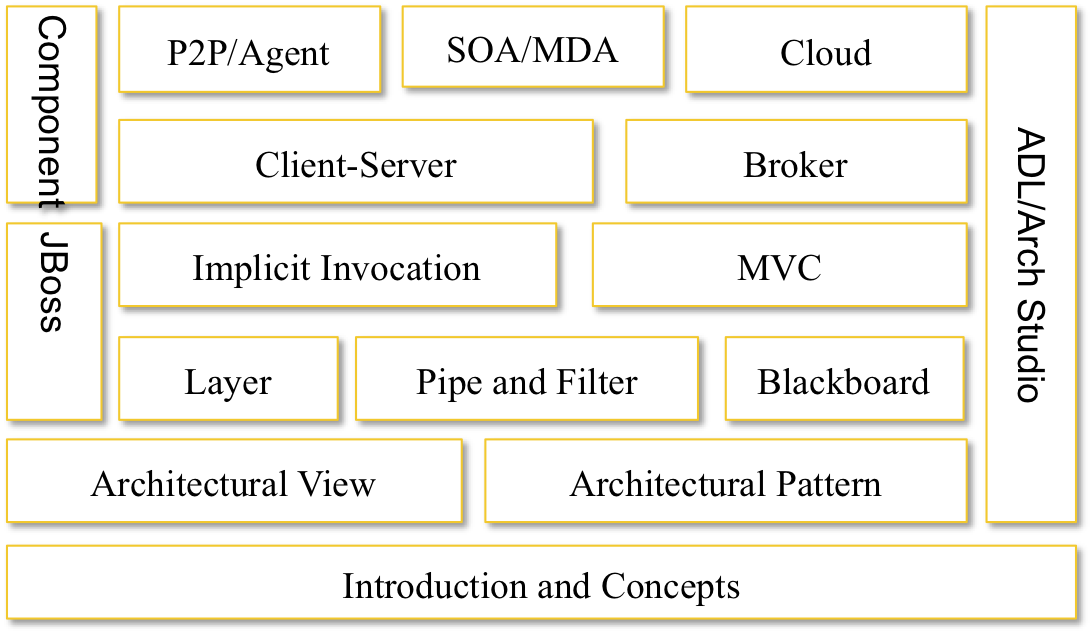 Component
P2P/Agent
SOA/MDA
Cloud
ADL/Arch Studio
Client-Server
Broker
JBoss
Implicit Invocation
MVC
Layer
Pipe and Filter
Blackboard
Architectural View
Architectural Pattern
Introduction and Concepts